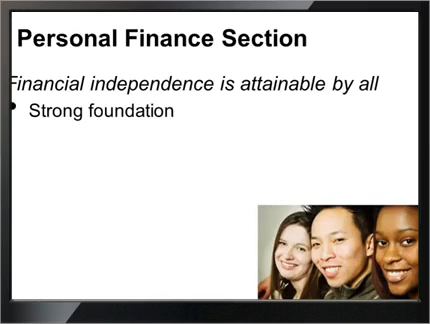 Personal Finance Section
Financial independence is attainable by all
• Strong foundation